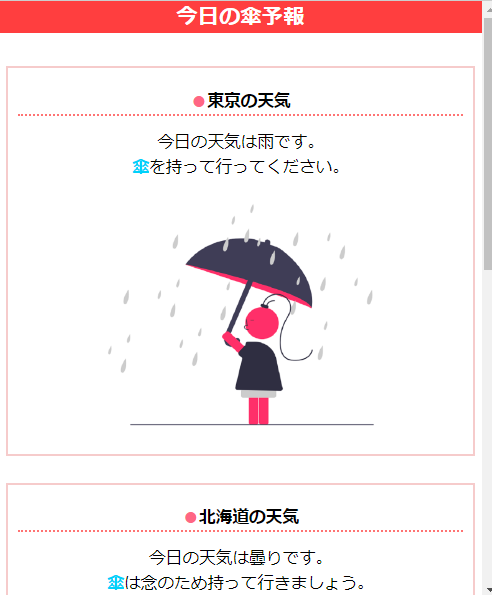 今日の傘予報
東京の天気
今日の天気は雨です。
傘を持って行ってください。
北海道の天気
今日の天気は曇りです。
傘は念のため持って行きましょう。